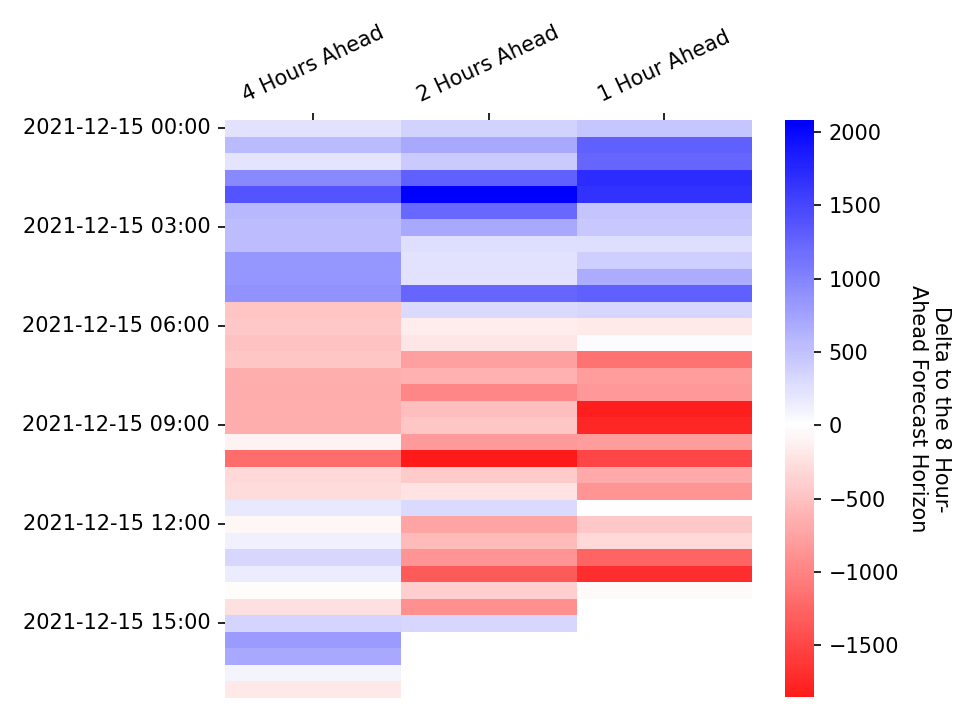 4 Hours Ahead
2 Hours Ahead
1 Hour Ahead
2021-12-15 00:00
2021-12-15 03:00
2021-12-15 06:00
2021-12-15 09:00
2021-12-15 12:00
2021-12-15 15:00
2000
1500
1000
500
0
−500
−1000
−1500
Delta to the 8 Hour-
Ahead Forecast Horizon